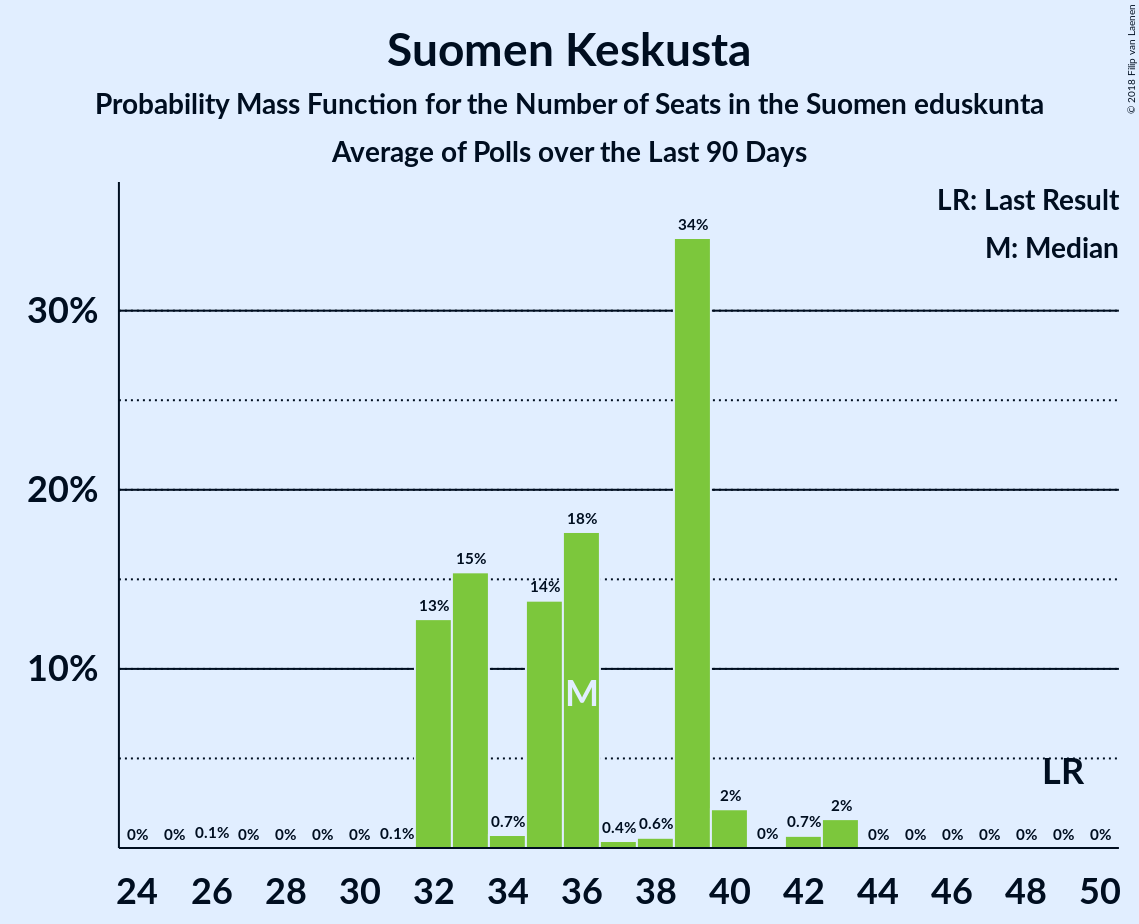 Suomen Keskusta
Probability Mass Function for the Number of Seats in the Suomen eduskunta
Average of Polls over the Last 90 Days
© 2018 Filip van Laenen
LR: Last Result
M: Median
30%
20%
10%
0% 0% 0.1% 0% 0% 0% 0% 0.1% 13% 15% 0.7% 14% 18% 0.4% 0.6% 34% 2% 0% 0.7% 2% 0% 0% 0% 0% 0% 0% 0%
M
LR
24 26 28 30 32 34 36 38 40 42 44 46 48 50